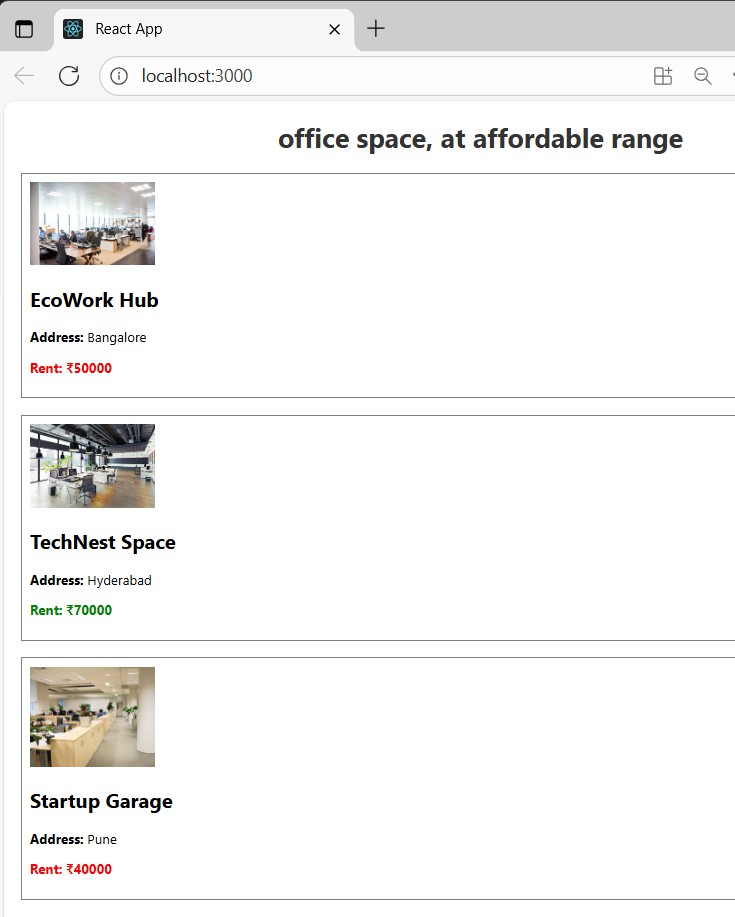 React App
localhost:3000
office space, at affordable range
EcoWork Hub
Address: Bangalore
Rent: ₹50000
TechNest Space
Address: Hyderabad
Rent: ₹70000
Startup Garage
Address: Pune
Rent: ₹40000